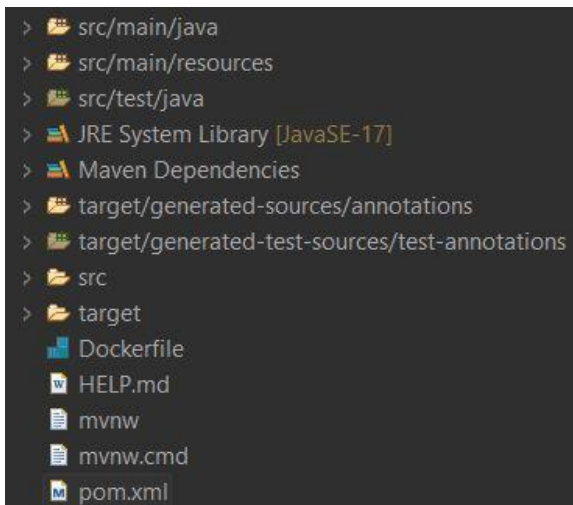 src/main/java
src/main/resources
src/test/java
JRE System Library [JavaSE-17]
Maven Dependencies
target/generated-sources/annotations
target/generated-test-sources/test-annotations
src
target
Dockerfile
HELP.md
mvnw
mvnw.cmd
pom.xml